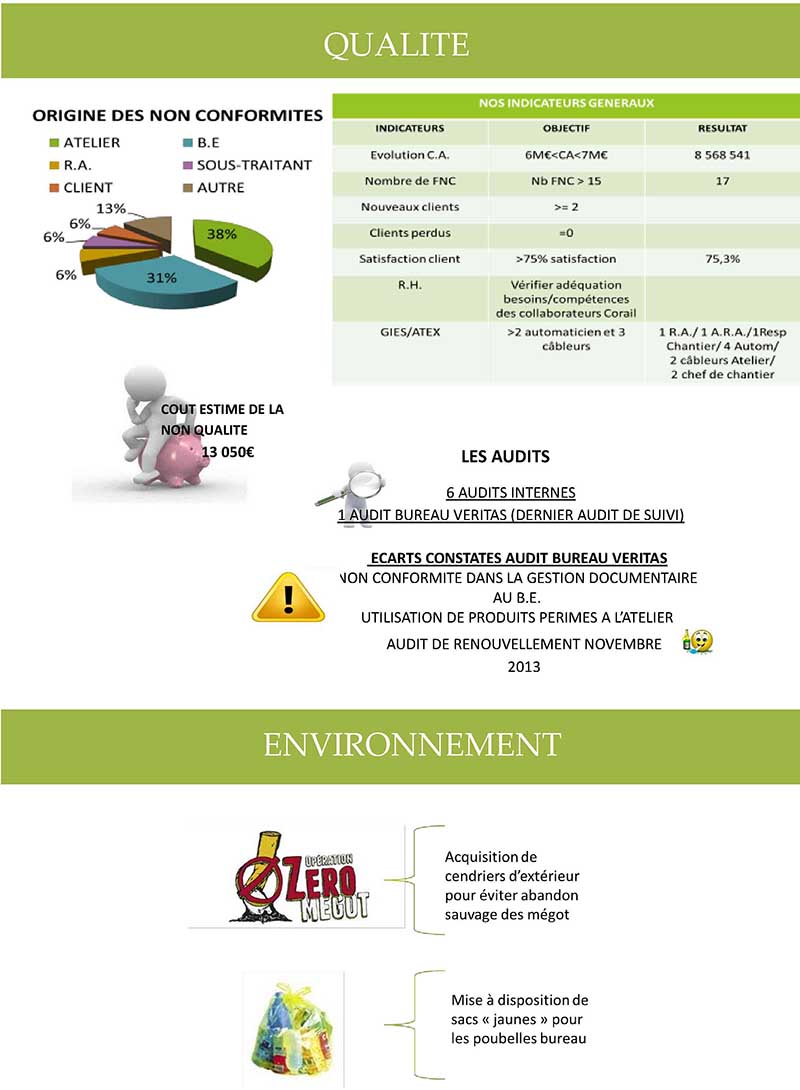 QUALITE
ORIGINE DES NON CONFORMITES
ATELIER B.E
R.A. SOUS-TRAITANT
CLIENT AUTRE
13%
6%
6%
6%
38%
31%
NOS INDICATEURS GENERAUX
INDICATEURS OBJECTIF RESULTAT
Evolution C.A. 6M€<CA<7M€ 8 568 541
Nombre de FNC Nb FNC > 15 17
Nouveaux clients >= 2
Clients perdus =0
Satisfaction client >75% satisfaction 75,3%
R.H. Vérifier adéquation
besoins/compétences
des collaborateurs Corail
GIES/ATEX >2 automaticien et 3 1 R.A./ 1 A.R.A./1Resp
câbleurs Chantier/ 4 Autom/
2 câbleurs Atelier/
2 chef de chantier
COUT ESTIME DE LA
NON QUALITE
13 050€
LES AUDITS
6 AUDITS INTERNES
1 AUDIT BUREAU VERITAS (DERNIER AUDIT DE SUIVI)
ECARTS CONSTATES AUDIT BUREAU VERITAS
NON CONFORMITE DANS LA GESTION DOCUMENTAIRE
AU B.E.
UTILISATION DE PRODUITS PERIMES A L’ATELIER
AUDIT DE RENOUVELLEMENT NOVEMBRE
2013
ENVIRONNEMENT
OPÉRATION
ZERO
MEGOT
Acquisition de
cendriers d’extérieur
pour éviter abandon
sauvage des mégot
Mise à disposition de
sacs « jaunes » pour
les poubelles bureau